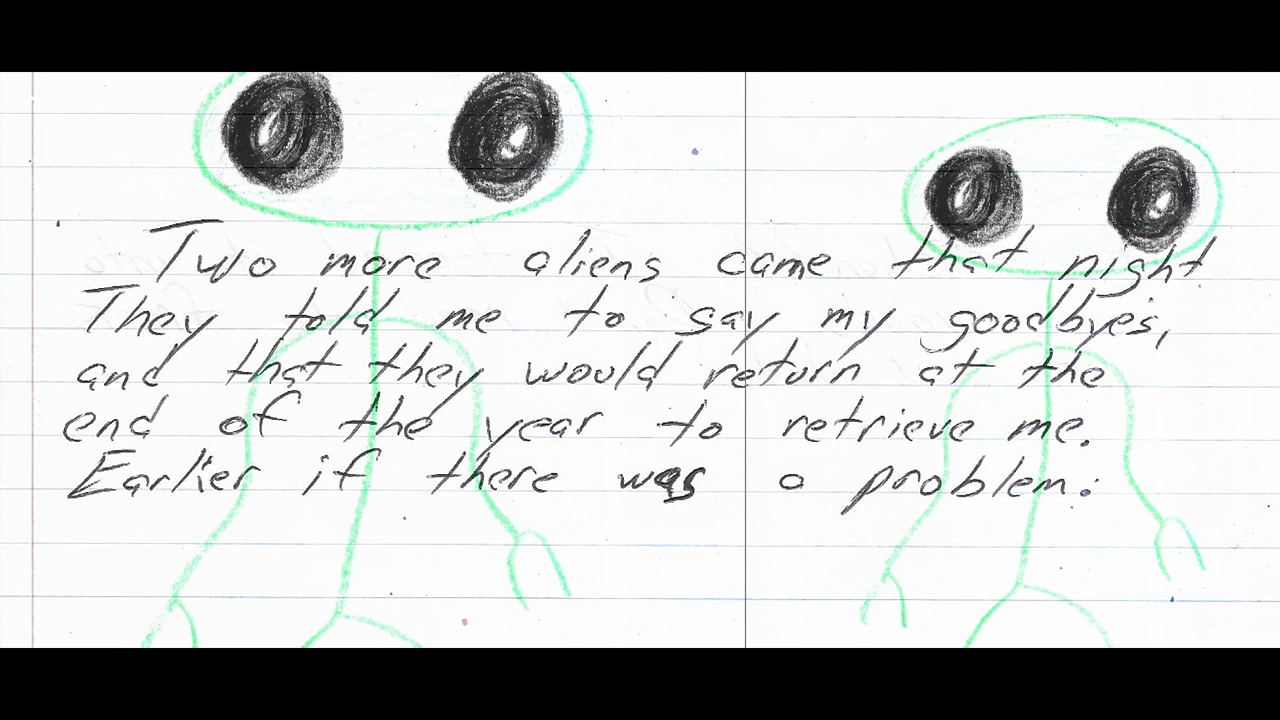 Two more aliens came that night
They told me to say my goodbyes,
and that they would return at the
end of the year to retrieve me.
Earlier if there was a problem.